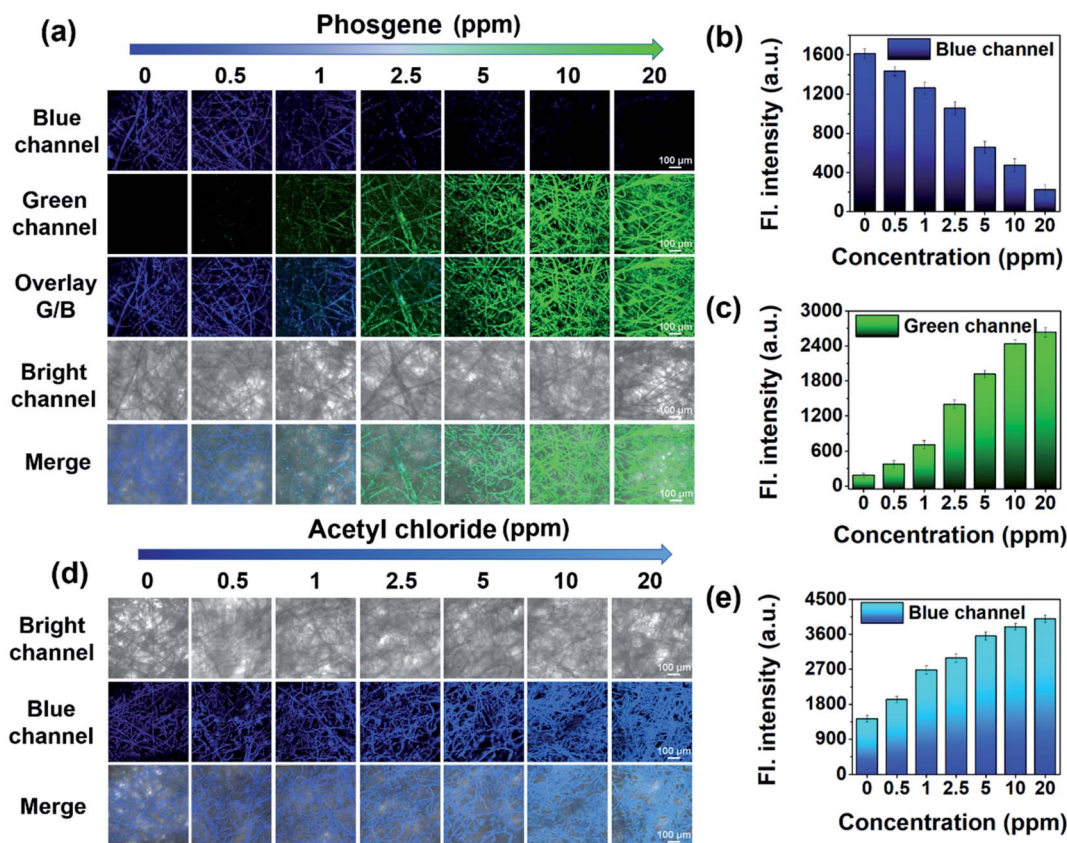 (a)
Phosgene (ppm)
0 0.5 1 2.5 5 10 20
Blue
channel
100 μm
Green
channel
100 μm
Overlay
G/B
100 μm
Bright
channel
100 μm
Merge
100 μm
(b)
Fl. intensity (a.u.)
1600
1200
800
400
0
Blue channel
0 0.5 1 2.5 5 10 20
Concentration (ppm)
(c)
Fl. intensity (a.u.)
3000
2400
1800
1200
600
0
Green channel
0 0.5 1 2.5 5 10 20
Concentration (ppm)
(d)
Acetyl chloride (ppm)
0 0.5 1 2.5 5 10 20
Bright
channel
100 μm
Blue
channel
100 μm
Merge
100 μm
(e)
Fl. intensity (a.u.)
4500
3600
2700
1800
900
0
Blue channel
0 0.5 1 2.5 5 10 20
Concentration (ppm)